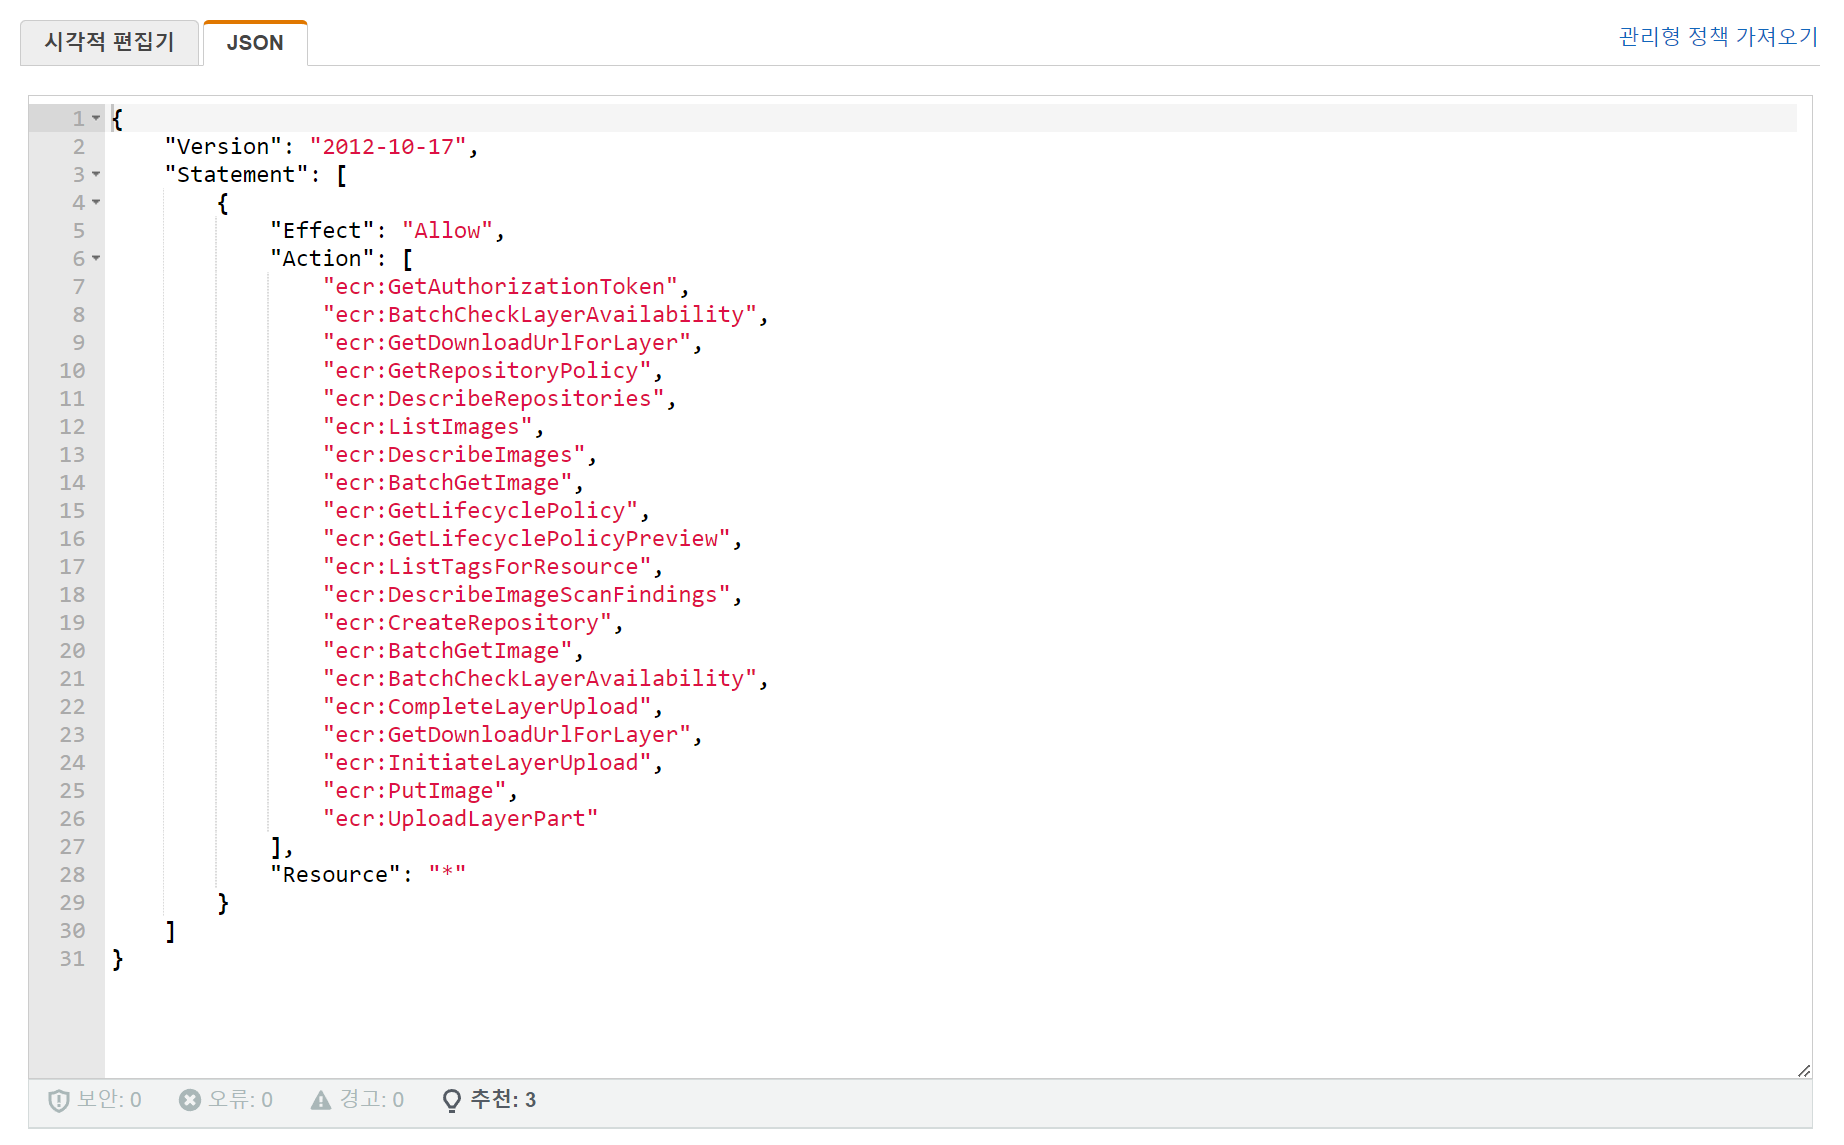 시각적 편집기 JSON 관리형 정책 가져오기
1 {
2     "Version": "2012-10-17",
3     "Statement": [
4         {
5             "Effect": "Allow",
6             "Action": [
7                 "ecr:GetAuthorizationToken",
8                 "ecr:BatchCheckLayerAvailability",
9                 "ecr:GetDownloadUrlForLayer",
10                 "ecr:GetRepositoryPolicy",
11                 "ecr:DescribeRepositories",
12                 "ecr:ListImages",
13                 "ecr:DescribeImages",
14                 "ecr:BatchGetImage",
15                 "ecr:GetLifecyclePolicy",
16                 "ecr:GetLifecyclePolicyPreview",
17                 "ecr:ListTagsForResource",
18                 "ecr:DescribeImageScanFindings",
19                 "ecr:CreateRepository",
20                 "ecr:BatchGetImage",
21                 "ecr:BatchCheckLayerAvailability",
22                 "ecr:CompleteLayerUpload",
23                 "ecr:GetDownloadUrlForLayer",
24                 "ecr:InitiateLayerUpload",
25                 "ecr:PutImage",
26                 "ecr:UploadLayerPart"
27             ],
28             "Resource": "*"
29         }
30     ]
31 }
보안: 0 오류: 0 경고: 0 추천: 3